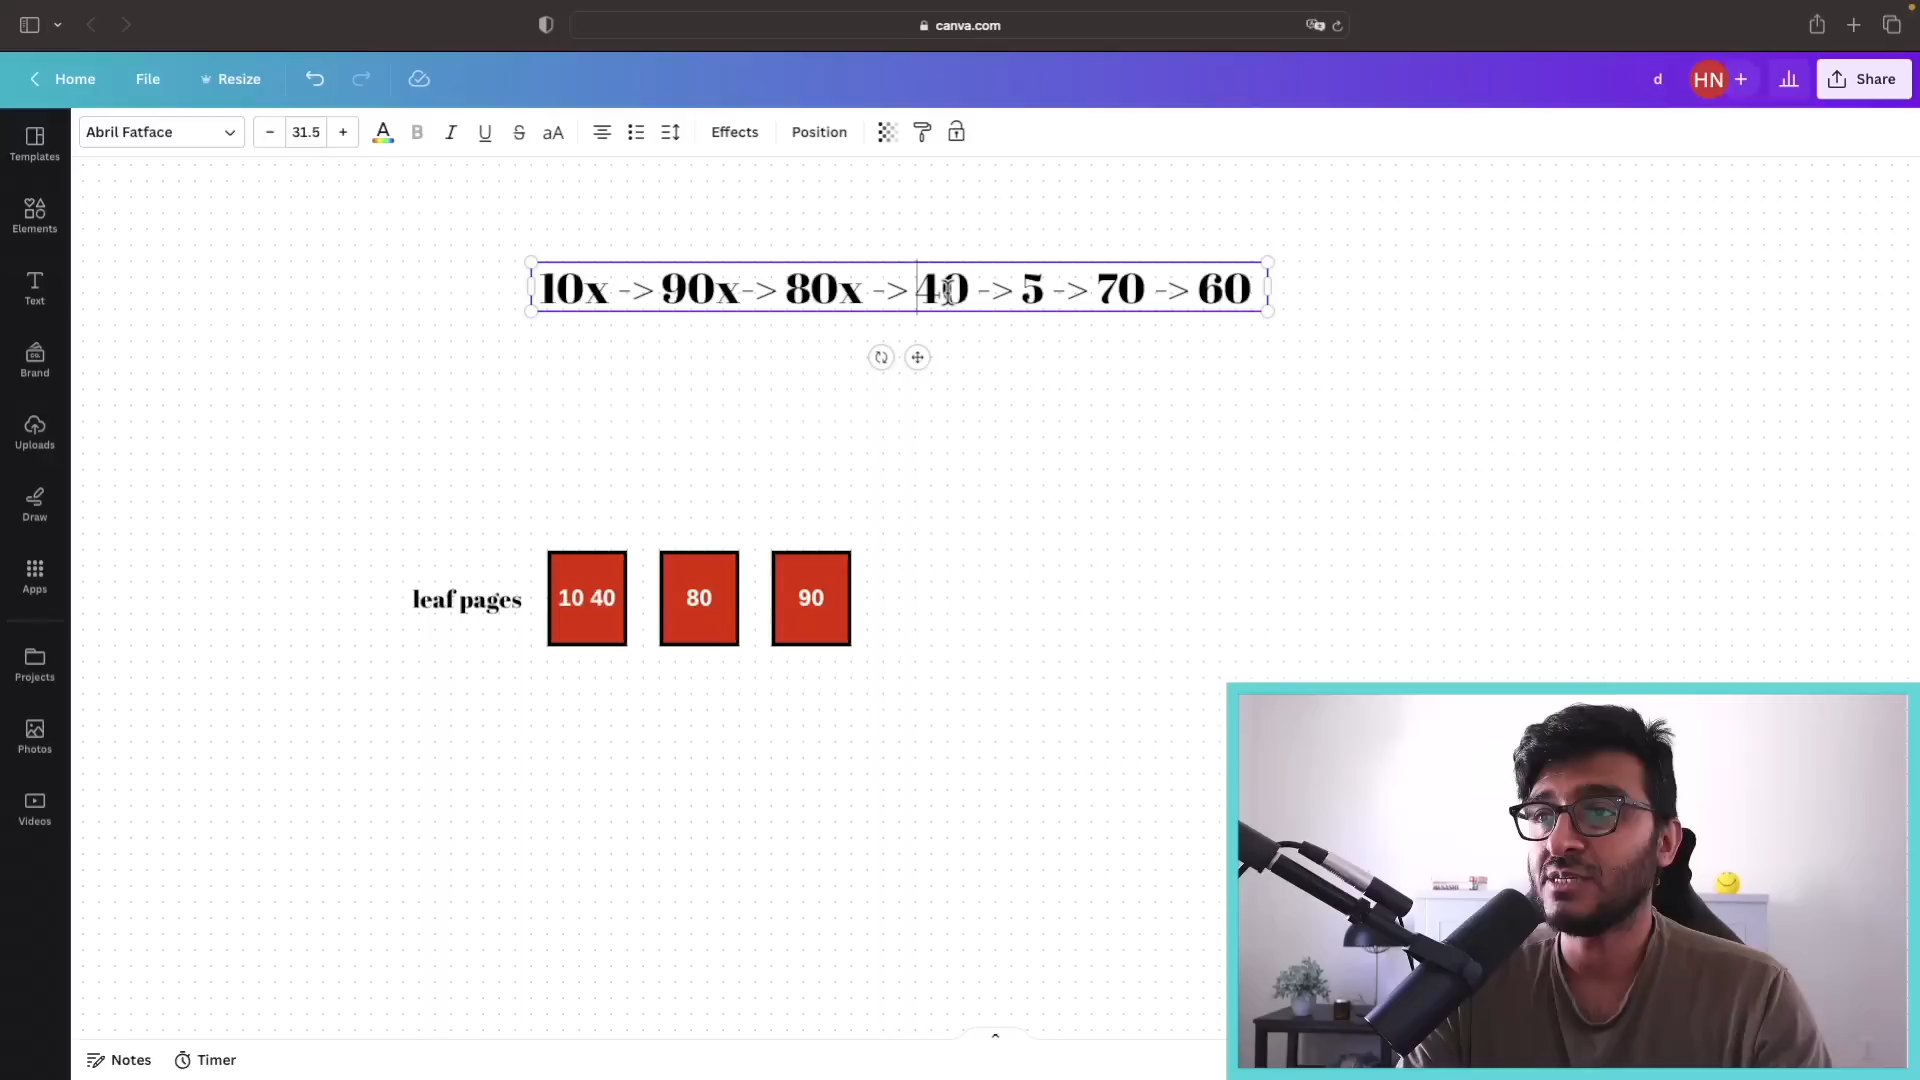 canva.com
Home File Resize d HN Share
Abril Fatface - 31.5 + A B I U S aA Effects Position
Templates
Elements
Text
Brand
Uploads
Draw
Apps
Projects
Photos
Videos
10x -> 90x-> 80x -> 40 -> 5 -> 70 -> 60
leaf pages 10 40 80 90
Notes Timer